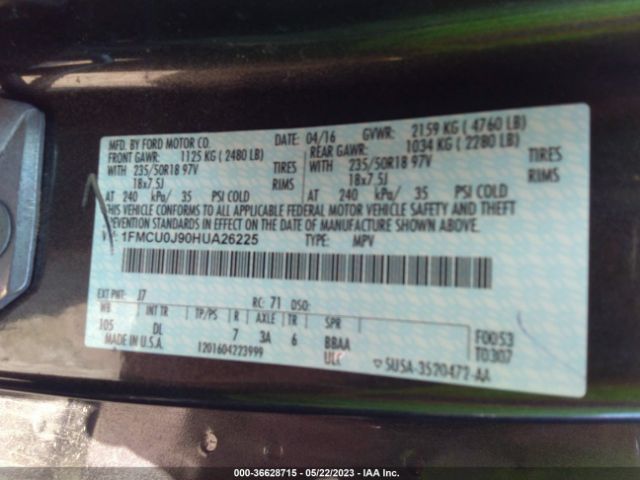 MFD. BY FORD MOTOR CO.
DATE: 04/16 GVWR: 2159 KG ( 4760 LB)
FRONT GAWR: 1125 KG ( 2480 LB)
REAR GAWR: 1034 KG ( 2280 LB)
WITH 235/50R18 97V TIRES
WITH 235/50R18 97V TIRES
18x7.5J RIMS
18x7.5J RIMS
AT 240 kPa/ 35 PSI COLD
AT 240 kPa/ 35 PSI COLD
THIS VEHICLE CONFORMS TO ALL APPLICABLE FEDERAL MOTOR VEHICLE SAFETY AND THEFT
PREVENTION STANDARDS IN EFFECT ON THE DATE OF MANUFACTURE SHOWN ABOVE.
1FMCU0J90HUA26225 TYPE: MPV
EXT PNT: J7 RC: 71 DSO:
WB INT TR TP/PS R AXLE TR SPR
105 DL 7 3A 6 BBAA F0053
MADE IN U.S.A. 1201604223999 ULC T0307
5U5A-3520472-AA
000-36628715 - 05/22/2023 - IAA Inc.